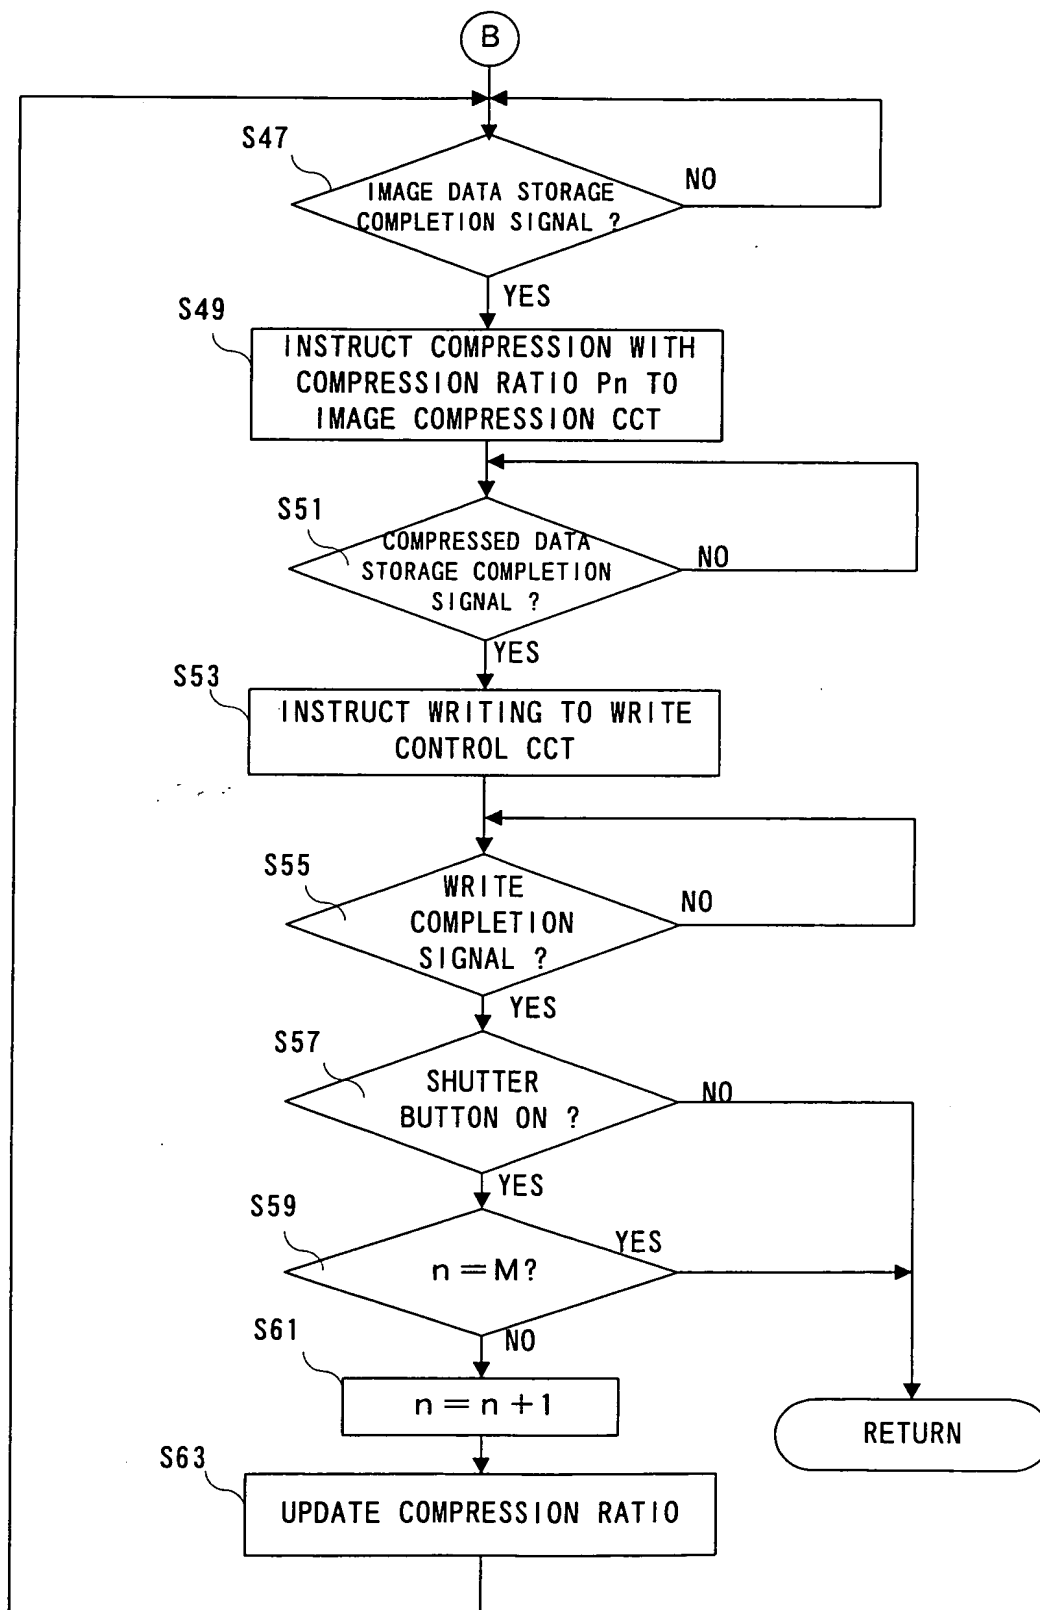 B
S47
IMAGE DATA STORAGE
COMPLETION SIGNAL ?
NO
YES
S49
INSTRUCT COMPRESSION WITH
COMPRESSION RATIO Pn TO
IMAGE COMPRESSION CCT
S51
COMPRESSED DATA
STORAGE COMPLETION
SIGNAL ?
NO
YES
S53
INSTRUCT WRITING TO WRITE
CONTROL CCT
S55
WRITE
COMPLETION
SIGNAL ?
NO
YES
S57
SHUTTER
BUTTON ON ?
NO
YES
S59
n = M?
YES
NO
S61
n = n + 1
RETURN
S63
UPDATE COMPRESSION RATIO